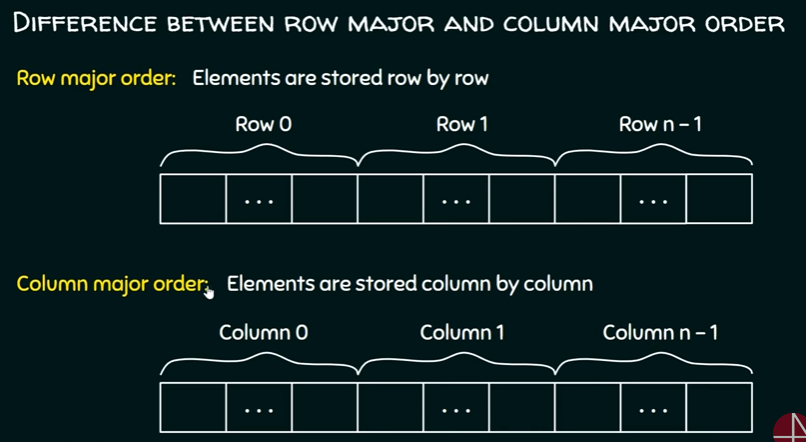 DIFFERENCE BETWEEN ROW MAJOR AND COLUMN MAJOR ORDER
Row major order: Elements are stored row by row
Row 0 Row 1 Row n - 1
... ... ...
Column major order: Elements are stored column by column
Column 0 Column 1 Column n - 1
... ... ...